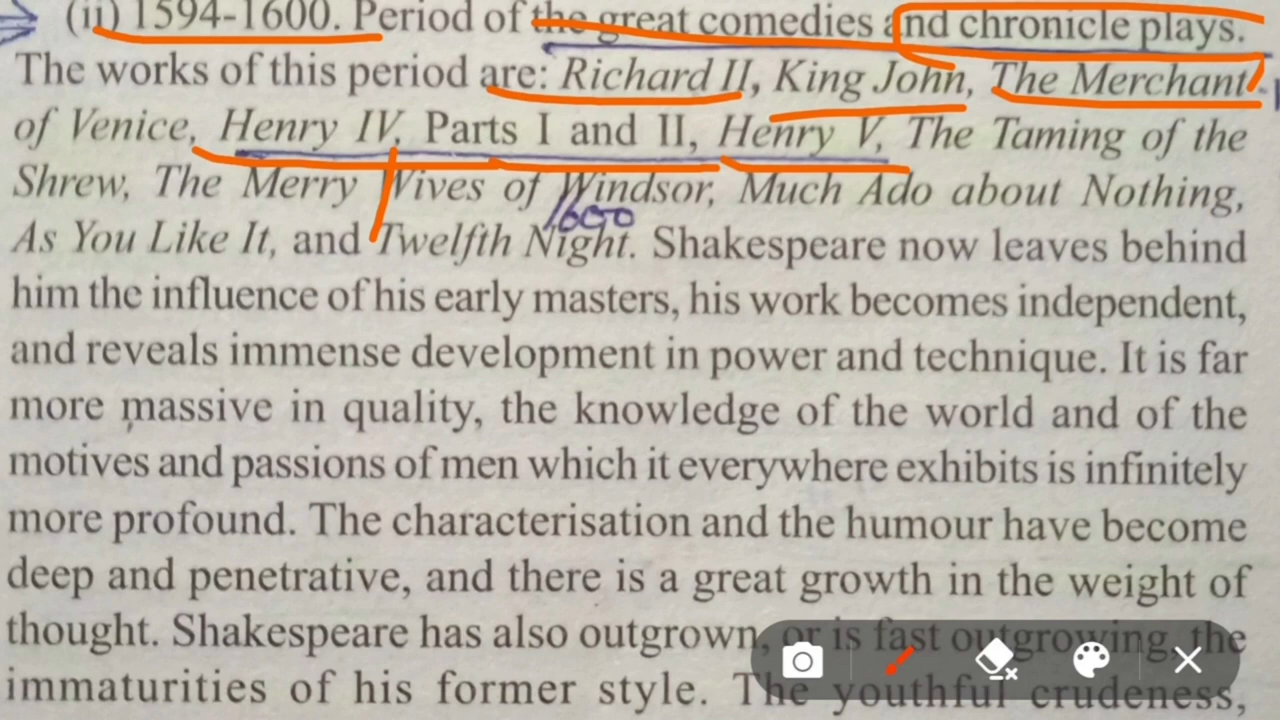 (ii) 1594-1600. Period of the great comedies and chronicle plays.
The works of this period are: Richard II, King John, The Merchant
of Venice, Henry IV, Parts I and II, Henry V, The Taming of the
Shrew, The Merry Wives of Windsor, Much Ado about Nothing,
1600
As You Like It, and Twelfth Night. Shakespeare now leaves behind
him the influence of his early masters, his work becomes independent,
and reveals immense development in power and technique. It is far
more massive in quality, the knowledge of the world and of the
motives and passions of men which it everywhere exhibits is infinitely
more profound. The characterisation and the humour have become
deep and penetrative, and there is a great growth in the weight of
thought. Shakespeare has also outgrown, or is fast outgrowing, the
immaturities of his former style. The youthful crudeness,